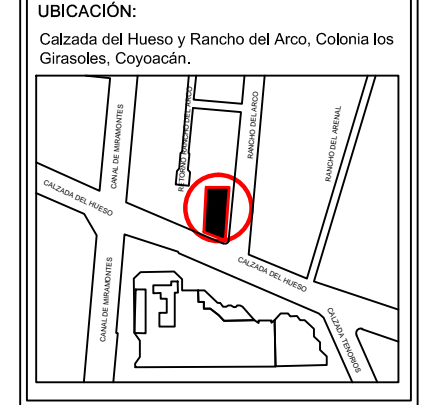 UBICACIÓN:
Calzada del Hueso y Rancho del Arco, Colonia los
Girasoles, Coyoacán.
CANAL DE MIRAMONTES
RETORNO RANCHO DEL ARCO
RANCHO DEL ARCO
RANCHO DEL ARENAL
CALZADA DEL HUESO
CANAL DE MIRAMONTES
CALZADA DEL HUESO
CALZADA TENORIOS